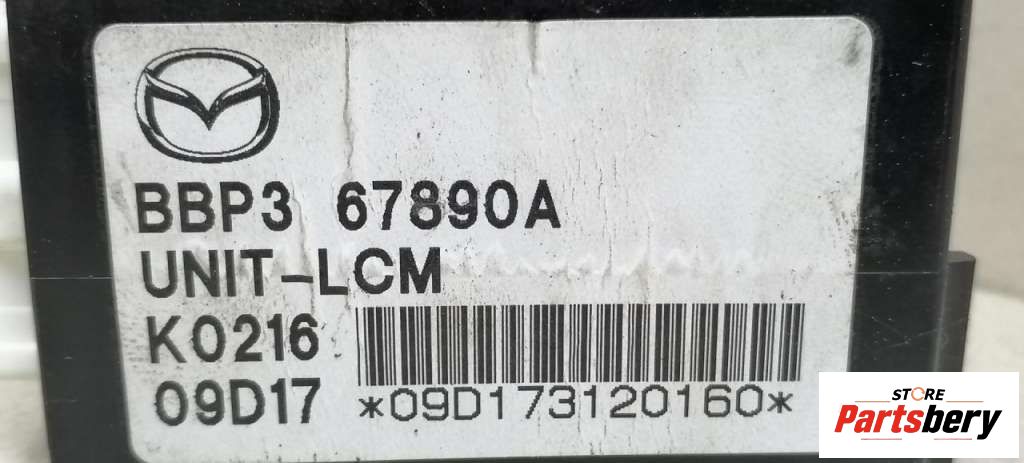 BBP3 67890A
UNIT-LCM
K0216
09D17 *09D173120160*
STORE
Partsbery